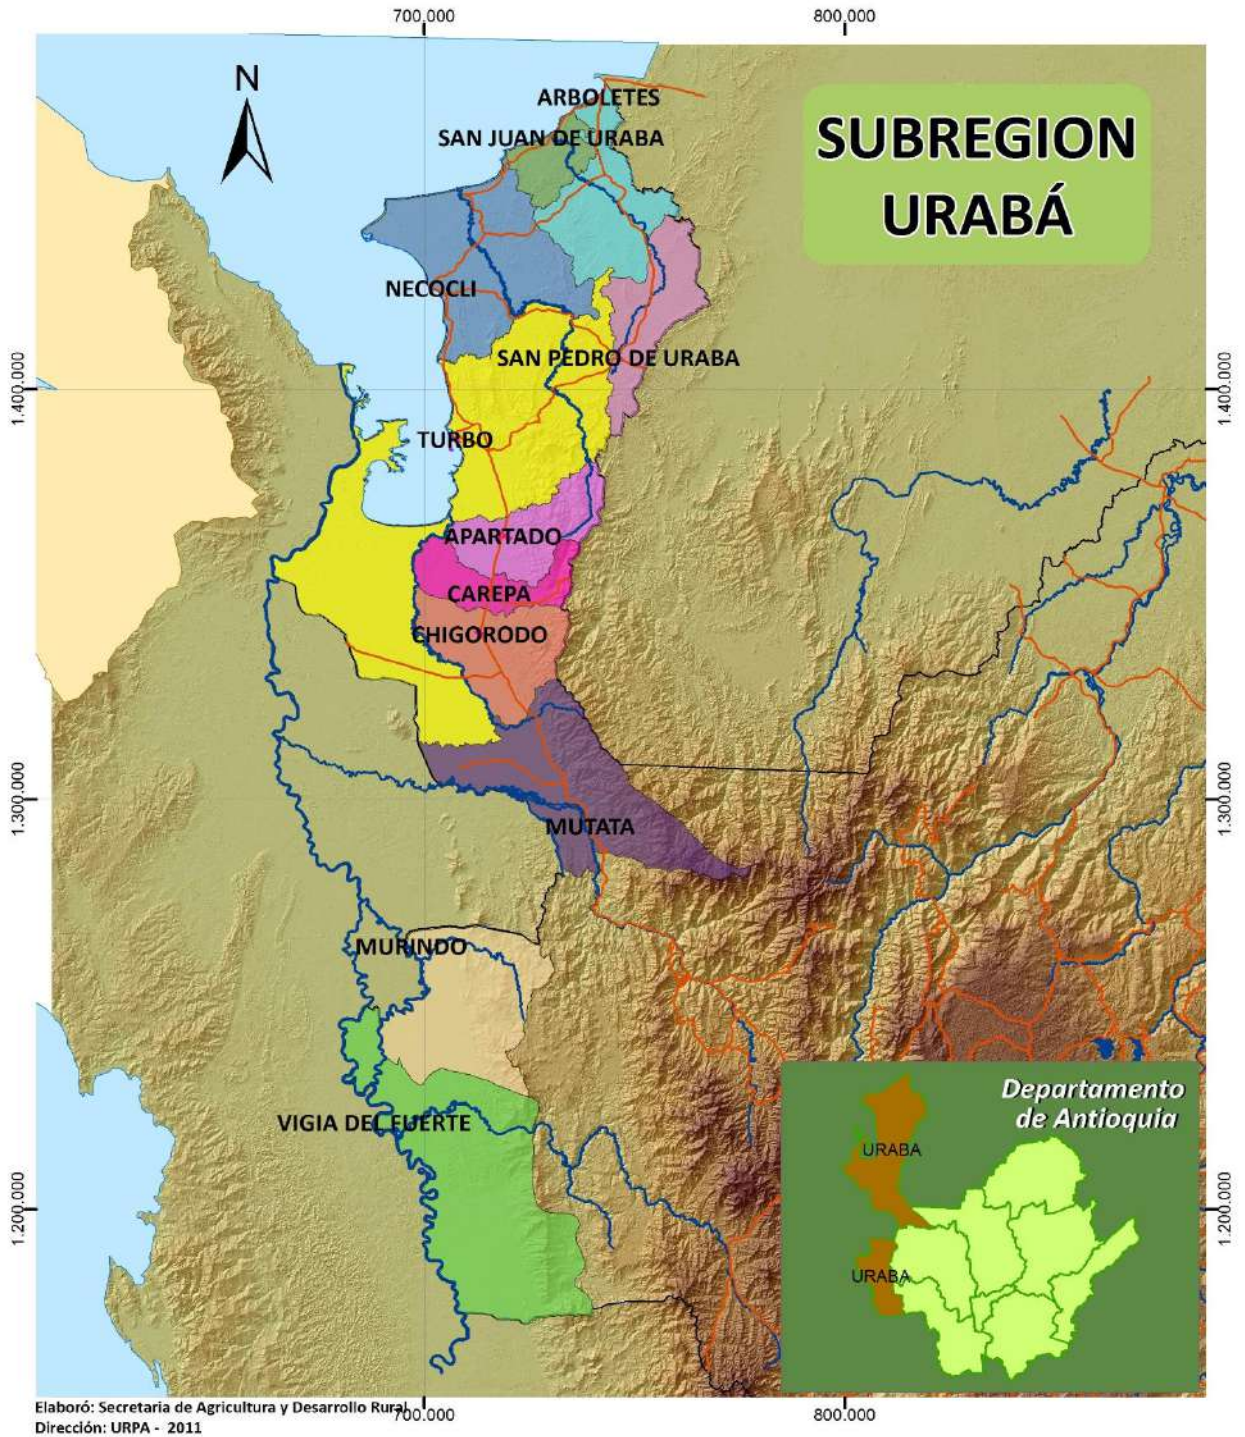 700.000
800.000
N
ARBOLETES
SAN JUAN DE URABA
SUBREGION
URABÁ
NECOCLI
SAN PEDRO DE URABA
1.400.000
1.400.000
TURBO
APARTADO
CAREPA
CHIGORODO
1.300.000
1.300.000
MUTATA
MURINDO
VIGIA DEL FUERTE
Departamento
de Antioquia
URABA
URABA
1.200.000
1.200.000
Elaboró: Secretaria de Agricultura y Desarrollo Rural
Dirección: URPA - 2011
700.000
800.000